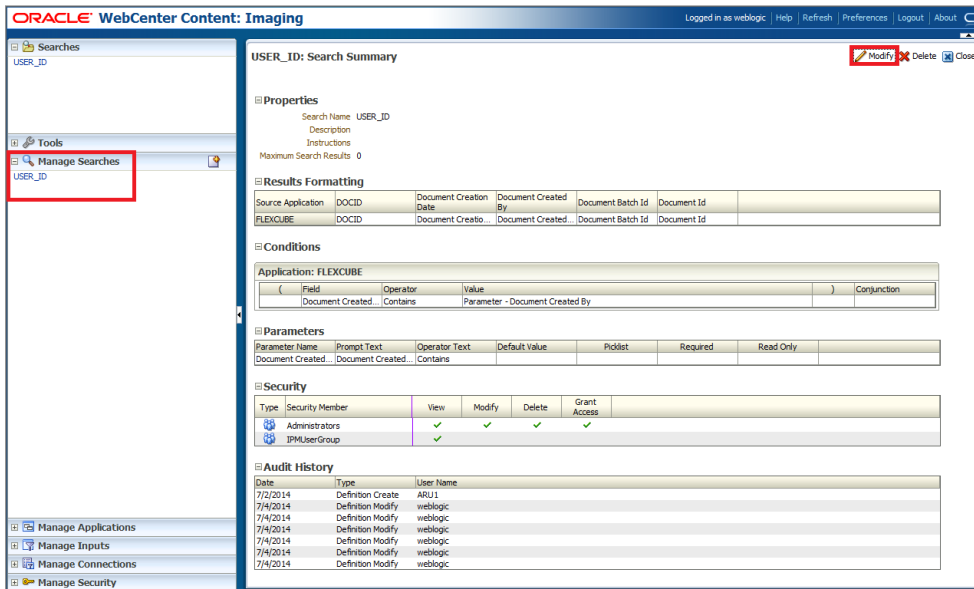 ORACLE® WebCenter Content: Imaging
Logged in as weblogic Help Refresh Preferences Logout About
Searches
USER_ID
Tools
Manage Searches
USER_ID
Manage Applications
Manage Inputs
Manage Connections
Manage Security
USER_ID: Search Summary
Modify Delete Close
Properties
Search Name USER_ID
Description
Instructions
Maximum Search Results 0
Results Formatting
Source Application DOCID Document Creation Date Document Created By Document Batch Id Document Id
FLEXCUBE DOCID Document Creatio... Document Created... Document Batch Id Document Id
Conditions
Application: FLEXCUBE
( Field Operator Value ) Conjunction
Document Created... Contains Parameter - Document Created By
Parameters
Parameter Name Prompt Text Operator Text Default Value Picklist Required Read Only
Document Created... Document Created... Contains
Security
Type Security Member View Modify Delete Grant Access
Administrators
IPMUserGroup
Audit History
Date Type User Name
7/2/2014 Definition Create ARU1
7/4/2014 Definition Modify weblogic
7/4/2014 Definition Modify weblogic
7/4/2014 Definition Modify weblogic
7/4/2014 Definition Modify weblogic
7/4/2014 Definition Modify weblogic
7/4/2014 Definition Modify weblogic